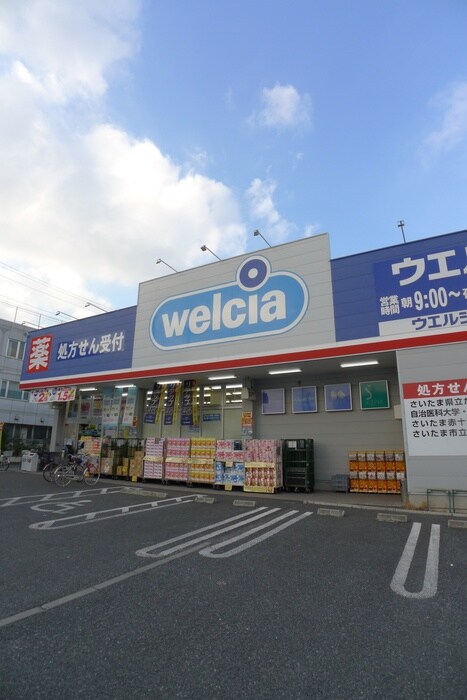 薬 処方せん受付
welcia
ウエル
営業時間 朝9:00～
ウエルシ
処方せん
さいたま県立が
自治医科大学・
さいたま赤十
さいたま市立